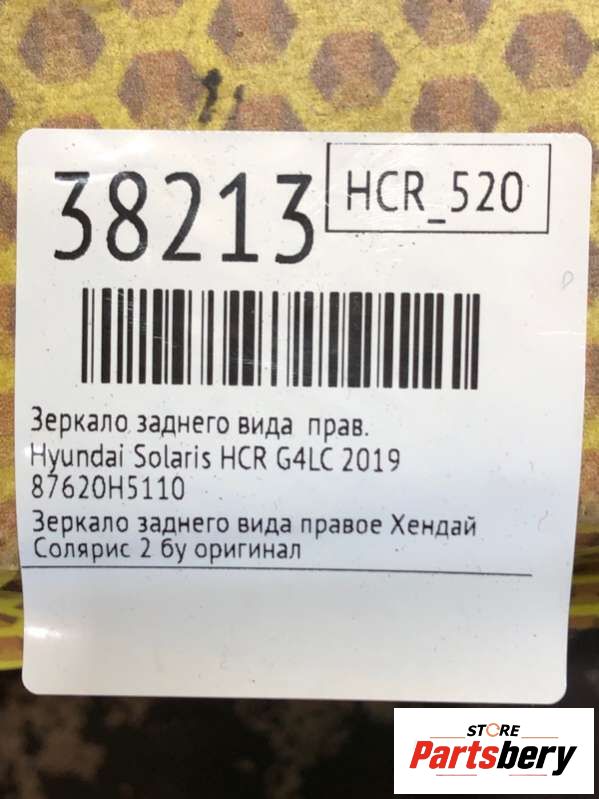 38213
HCR_520
Зеркало заднего вида прав.
Hyundai Solaris HCR G4LC 2019
87620H5110
Зеркало заднего вида правое Хендай
Солярис 2 бу оригинал
STORE
Partsbery